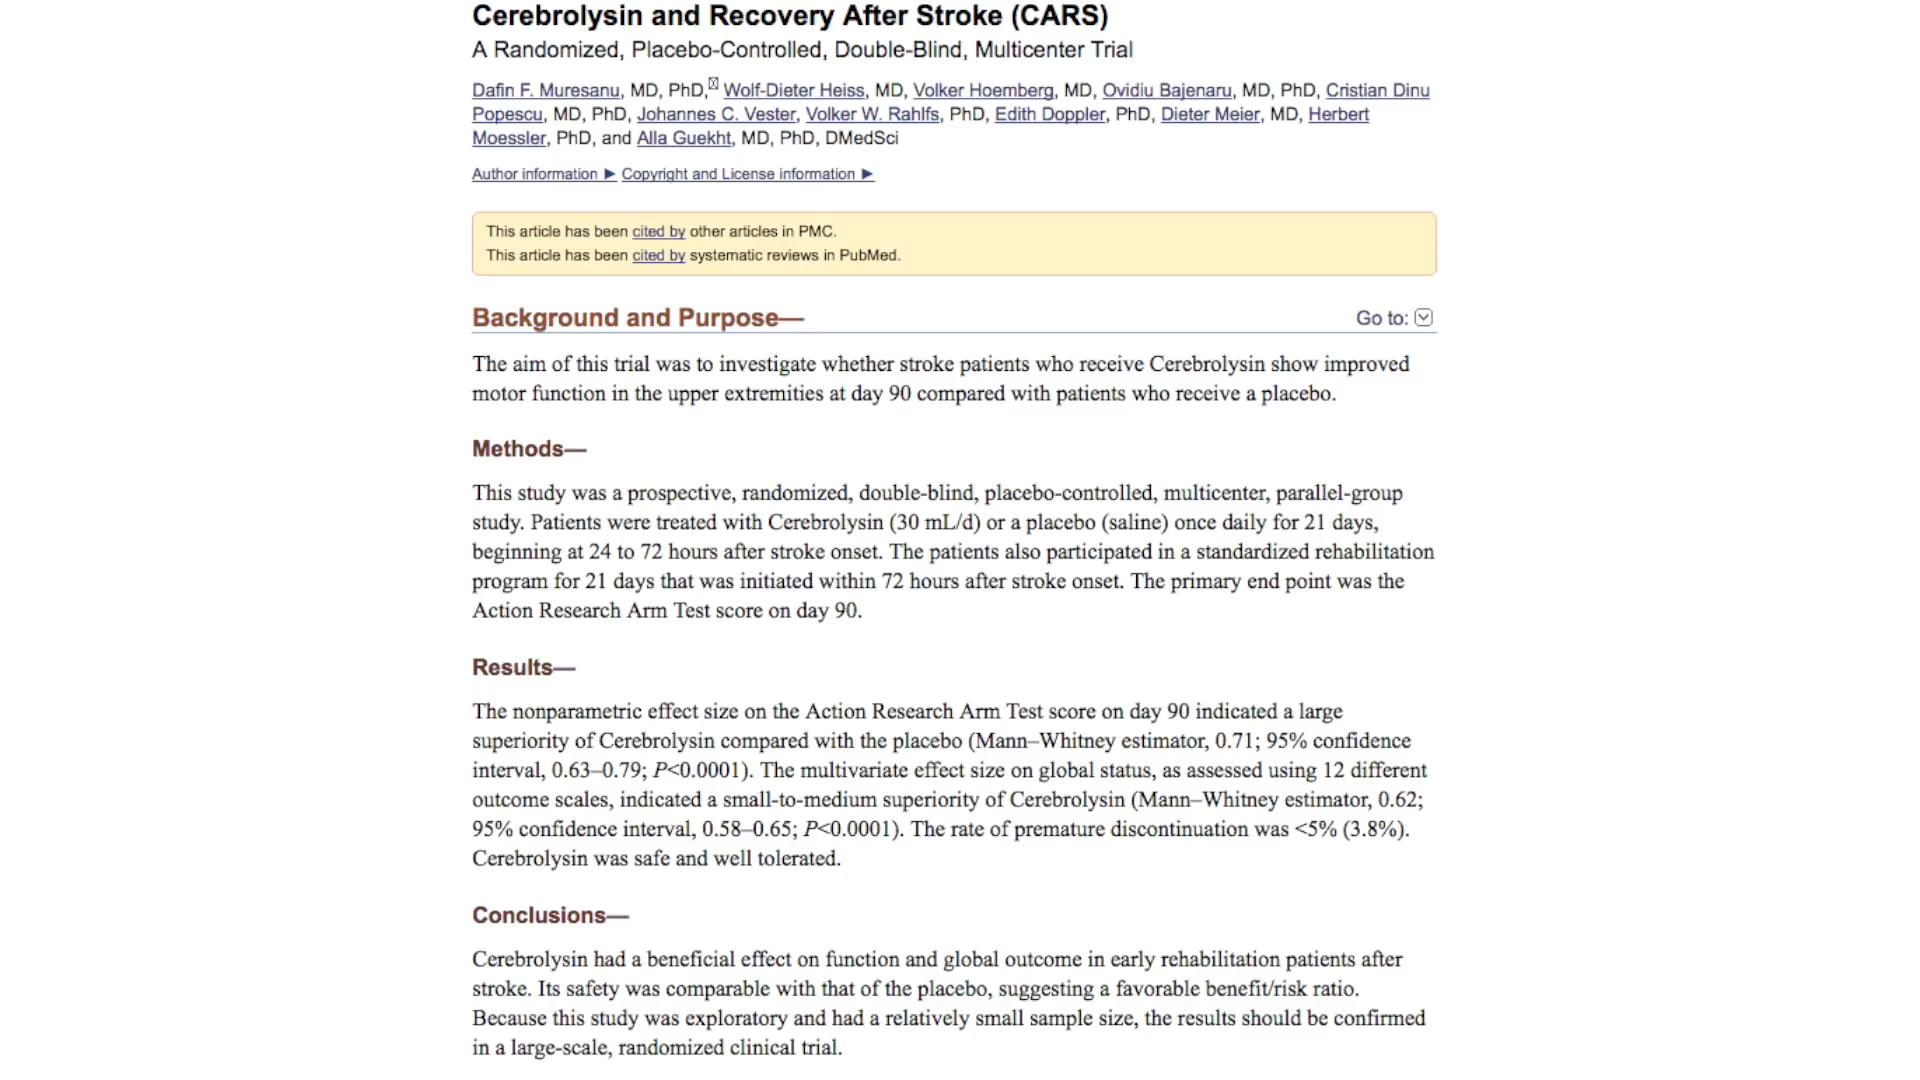 Cerebrolysin and Recovery After Stroke (CARS)
A Randomized, Placebo-Controlled, Double-Blind, Multicenter Trial
Dafin F. Muresanu, MD, PhD, Wolf-Dieter Heiss, MD, Volker Hoemberg, MD, Ovidiu Bajenaru, MD, PhD, Cristian Dinu
Popescu, MD, PhD, Johannes C. Vester, Volker W. Rahlfs, PhD, Edith Doppler, PhD, Dieter Meier, MD, Herbert
Moessler, PhD, and Alla Guekht, MD, PhD, DMedSci
Author information ► Copyright and License information ►
This article has been cited by other articles in PMC.
This article has been cited by systematic reviews in PubMed.
Background and Purpose—
Go to:
The aim of this trial was to investigate whether stroke patients who receive Cerebrolysin show improved
motor function in the upper extremities at day 90 compared with patients who receive a placebo.
Methods—
This study was a prospective, randomized, double-blind, placebo-controlled, multicenter, parallel-group
study. Patients were treated with Cerebrolysin (30 mL/d) or a placebo (saline) once daily for 21 days,
beginning at 24 to 72 hours after stroke onset. The patients also participated in a standardized rehabilitation
program for 21 days that was initiated within 72 hours after stroke onset. The primary end point was the
Action Research Arm Test score on day 90.
Results—
The nonparametric effect size on the Action Research Arm Test score on day 90 indicated a large
superiority of Cerebrolysin compared with the placebo (Mann–Whitney estimator, 0.71; 95% confidence
interval, 0.63–0.79; P<0.0001). The multivariate effect size on global status, as assessed using 12 different
outcome scales, indicated a small-to-medium superiority of Cerebrolysin (Mann–Whitney estimator, 0.62;
95% confidence interval, 0.58–0.65; P<0.0001). The rate of premature discontinuation was <5% (3.8%).
Cerebrolysin was safe and well tolerated.
Conclusions—
Cerebrolysin had a beneficial effect on function and global outcome in early rehabilitation patients after
stroke. Its safety was comparable with that of the placebo, suggesting a favorable benefit/risk ratio.
Because this study was exploratory and had a relatively small sample size, the results should be confirmed
in a large-scale, randomized clinical trial.